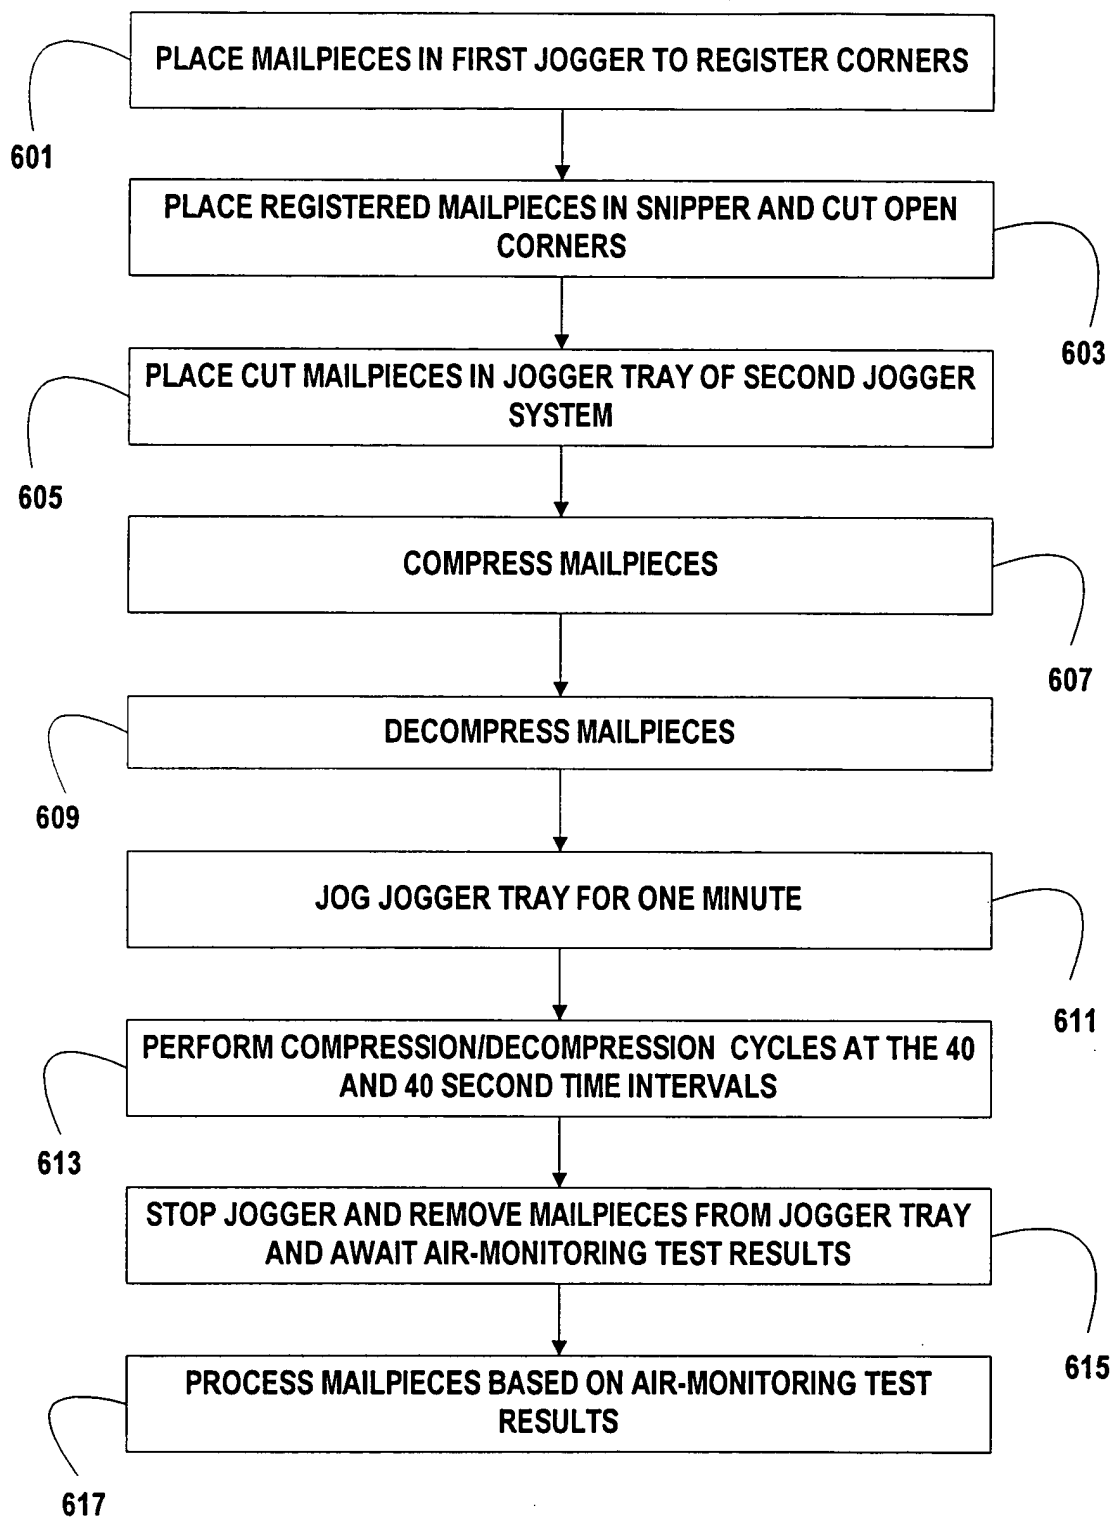 PLACE MAILPIECES IN FIRST JOGGER TO REGISTER CORNERS
601
PLACE REGISTERED MAILPIECES IN SNIPPER AND CUT OPEN
CORNERS
603
PLACE CUT MAILPIECES IN JOGGER TRAY OF SECOND JOGGER
SYSTEM
605
COMPRESS MAILPIECES
607
DECOMPRESS MAILPIECES
609
JOG JOGGER TRAY FOR ONE MINUTE
611
PERFORM COMPRESSION/DECOMPRESSION CYCLES AT THE 40
AND 40 SECOND TIME INTERVALS
613
STOP JOGGER AND REMOVE MAILPIECES FROM JOGGER TRAY
AND AWAIT AIR-MONITORING TEST RESULTS
615
PROCESS MAILPIECES BASED ON AIR-MONITORING TEST
RESULTS
617